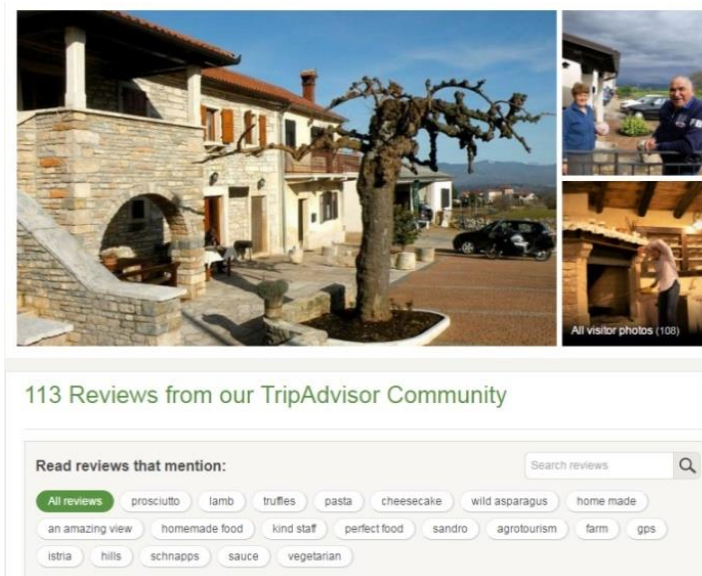 All visitor photos (108)
113 Reviews from our TripAdvisor Community
Read reviews that mention:
Search reviews
All reviews prosciutto lamb truffles pasta cheesecake wild asparagus home made
an amazing view homemade food kind staff perfect food sandro agrotourism farm gps
istria hills schnapps sauce vegetarian